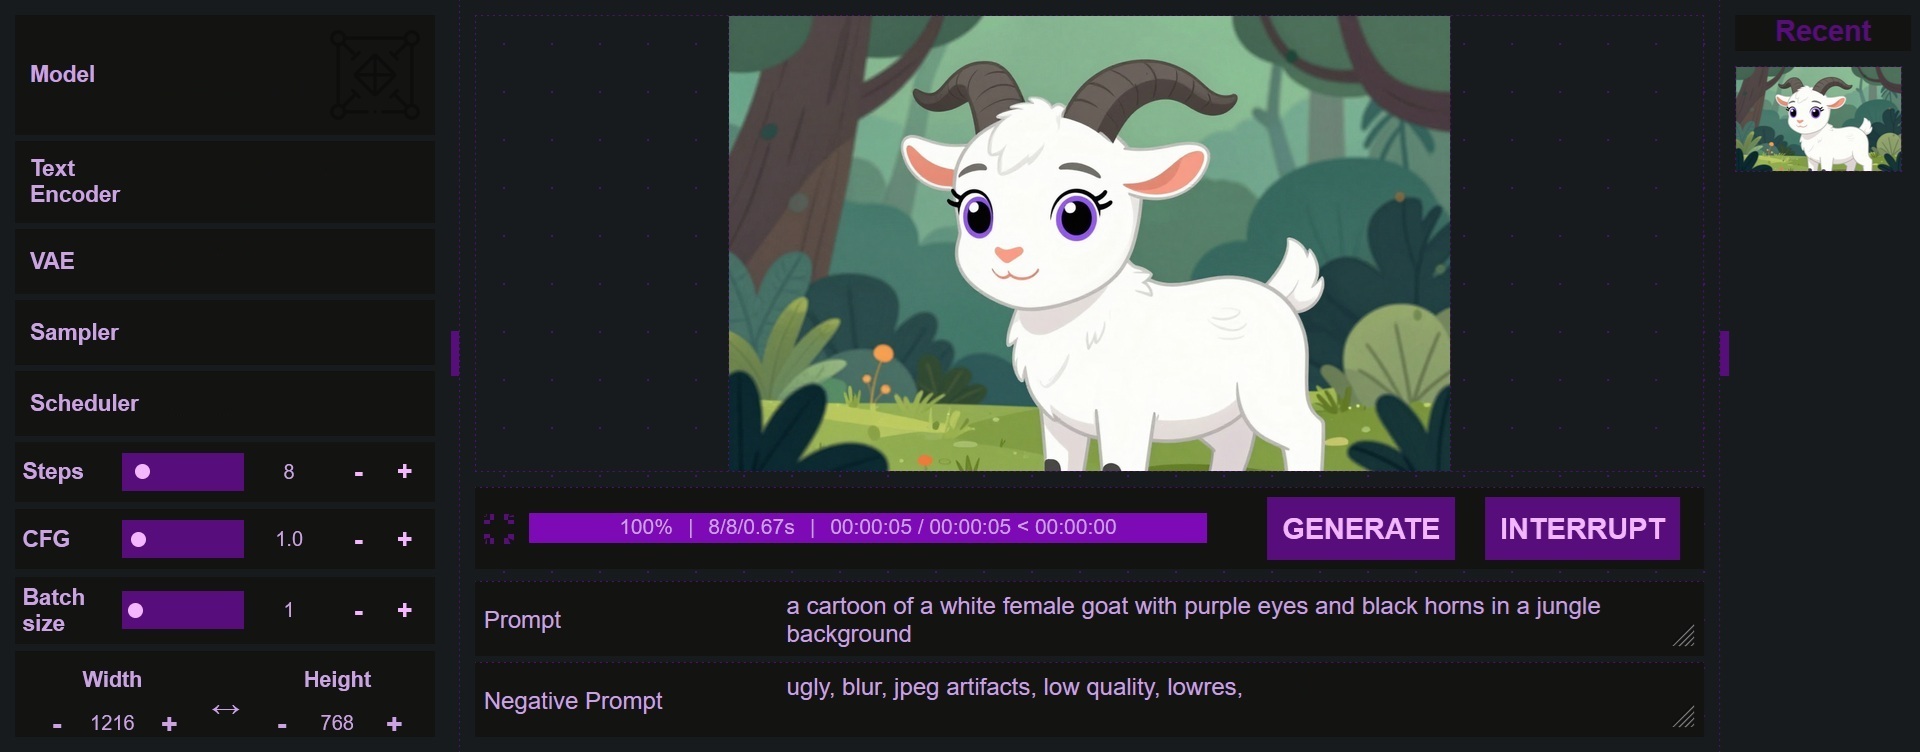 Model
Text
Encoder
VAE
Sampler
Scheduler
Steps 8 - +
CFG 1.0 - +
Batch
size 1 - +
Width Height
- 1216 + ↔ - 768 +
100% | 8/8/0.67s | 00:00:05 / 00:00:05 < 00:00:00
GENERATE INTERRUPT
Prompt
a cartoon of a white female goat with purple eyes and black horns in a jungle
background
Negative Prompt
ugly, blur, jpeg artifacts, low quality, lowres,
Recent